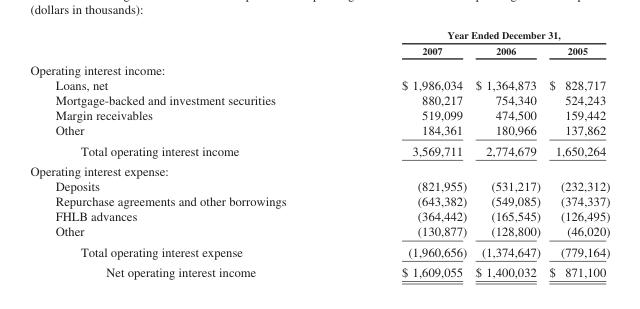 (dollars in thousands):
Year Ended December 31,
2007 2006 2005
Operating interest income:
Loans, net $ 1,986,034 $ 1,364,873 $ 828,717
Mortgage-backed and investment securities 880,217 754,340 524,243
Margin receivables 519,099 474,500 159,442
Other 184,361 180,966 137,862
Total operating interest income 3,569,711 2,774,679 1,650,264
Operating interest expense:
Deposits (821,955) (531,217) (232,312)
Repurchase agreements and other borrowings (643,382) (549,085) (374,337)
FHLB advances (364,442) (165,545) (126,495)
Other (130,877) (128,800) (46,020)
Total operating interest expense (1,960,656) (1,374,647) (779,164)
Net operating interest income $ 1,609,055 $ 1,400,032 $ 871,100